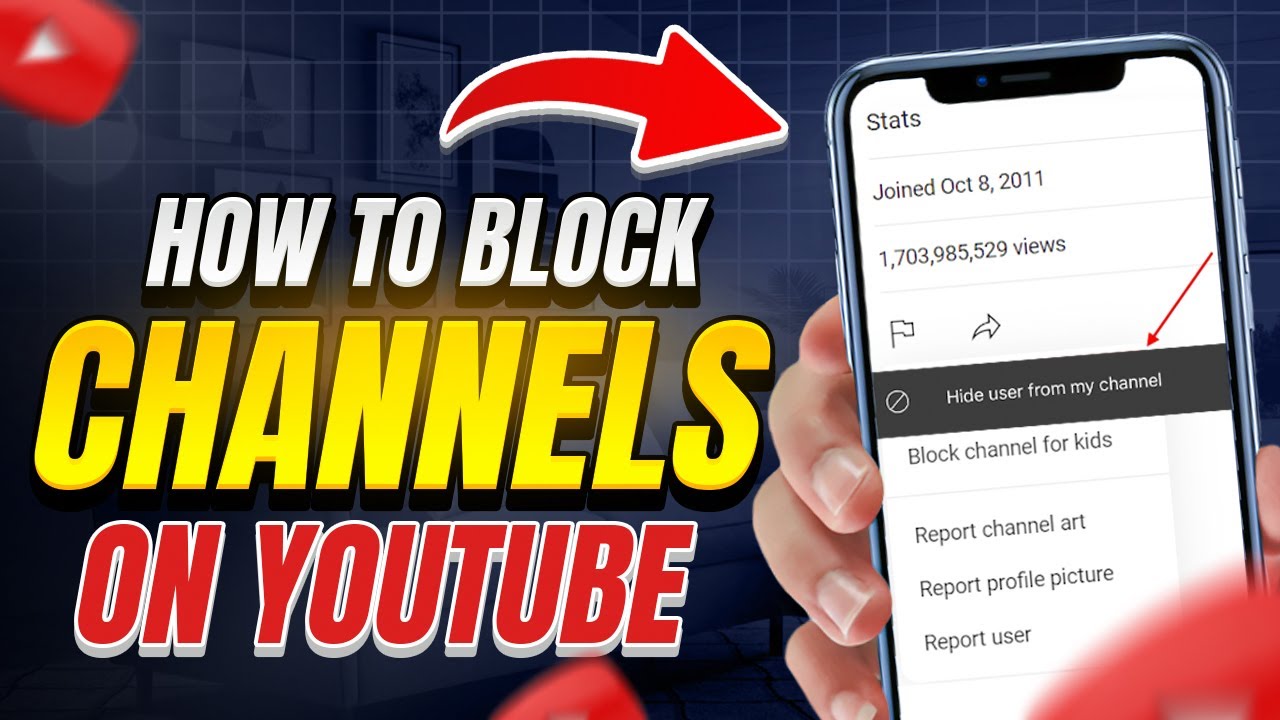 HOW TO BLOCK
CHANNELS
ON YOUTUBE
Stats
Joined Oct 8, 2011
1,703,985,529 views
Hide user from my channel
Block channel for kids
Report channel art
Report profile picture
Report user